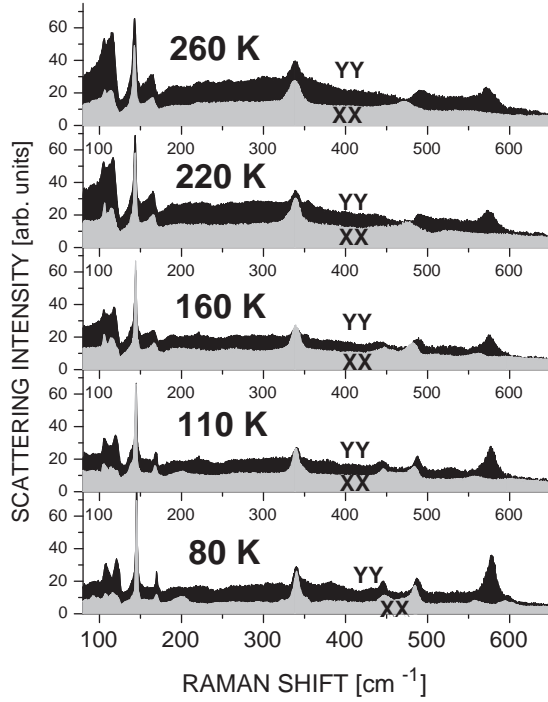 SCATTERING INTENSITY [arb. units]
60
260 K
YY
40
20
XX
0
100 200 300 400 500 600
60
220 K
40
YY
20
XX
0
100 200 300 400 500 600
60
160 K
40
YY
20
XX
0
100 200 300 400 500 600
60
110 K
40
YY
20
XX
0
100 200 300 400 500 600
60
80 K
40
YY
20
XX
0
100 200 300 400 500 600
RAMAN SHIFT [cm -1]